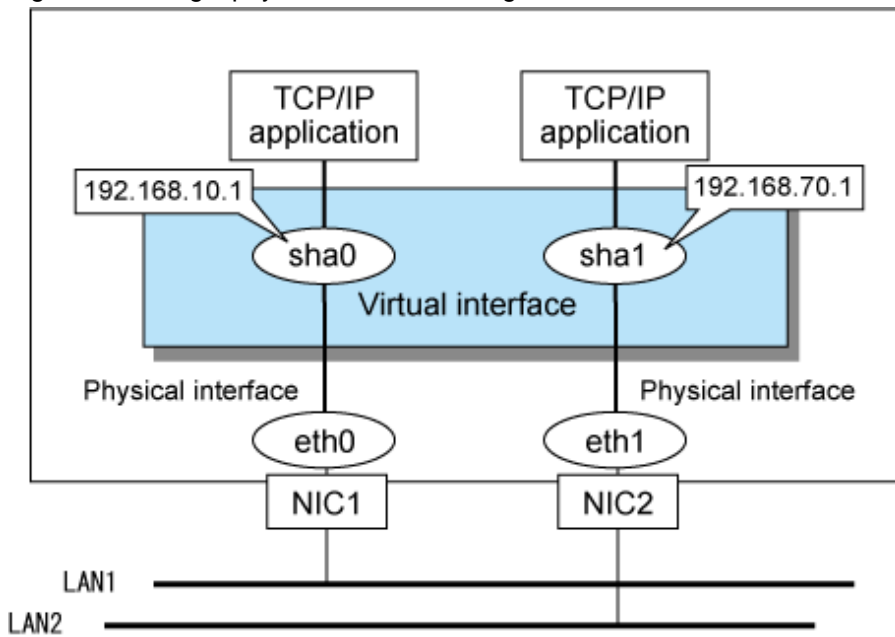 TCP/IP
application
TCP/IP
application
192.168.10.1
192.168.70.1
sha0
sha1
Virtual interface
Physical interface
Physical interface
eth0
eth1
NIC1
NIC2
LAN1
LAN2